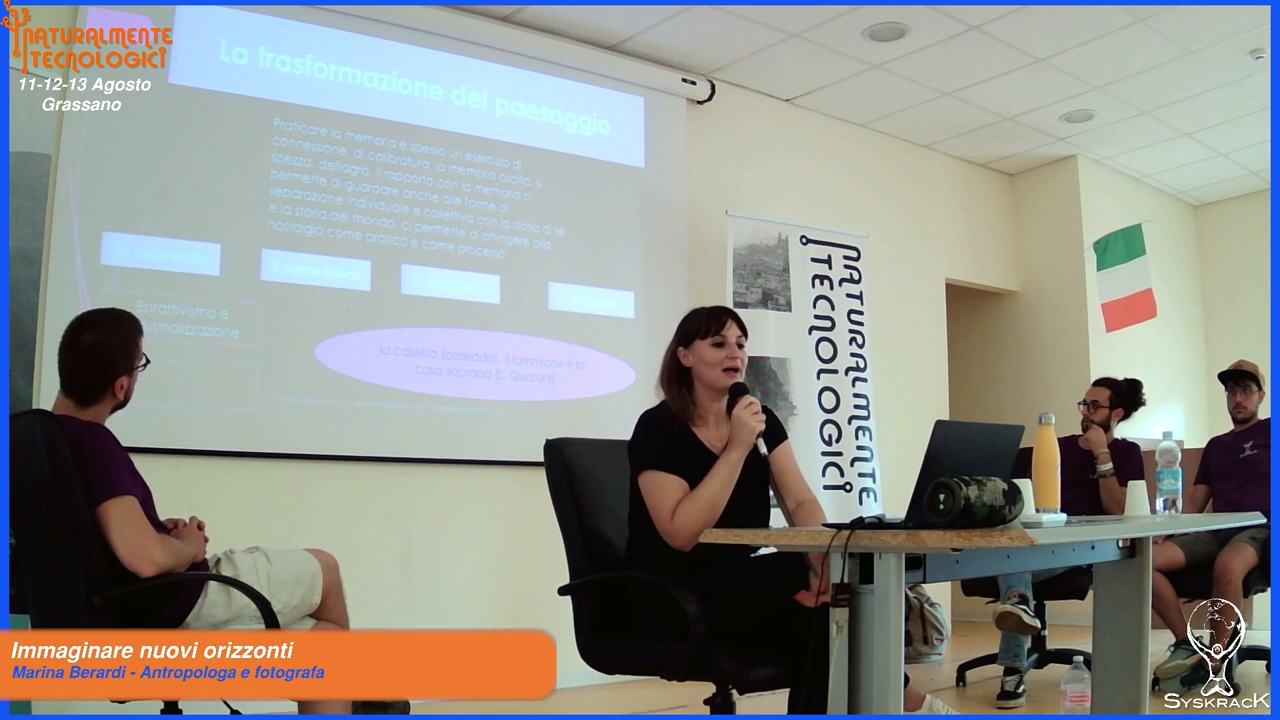 NATURALMENTE
TECNOLOGICI
11-12-13 Agosto
Grassano
La trasformazione del paesaggio
Praticare la memoria è spesso un esercizio di
connessione, di calibratura, la memoria oscilla, si
spezza, deflagra. Il rapporto con la memoria ci
permette di guardare anche alle forme di
separazione individuale e collettiva con la storia di sé
e la storia del mondo, ci permette di attingere alla
nostalgia come pratica e come processo.
Estrattivismo e
industrializzazione
la casetta (casedda), il lammione e la
casa soprana (L. Quaroni)
NATURALMENTE
TECNOLOGICI
Immaginare nuovi orizzonti
Marina Berardi - Antropologa e fotografa
SYSKRACK